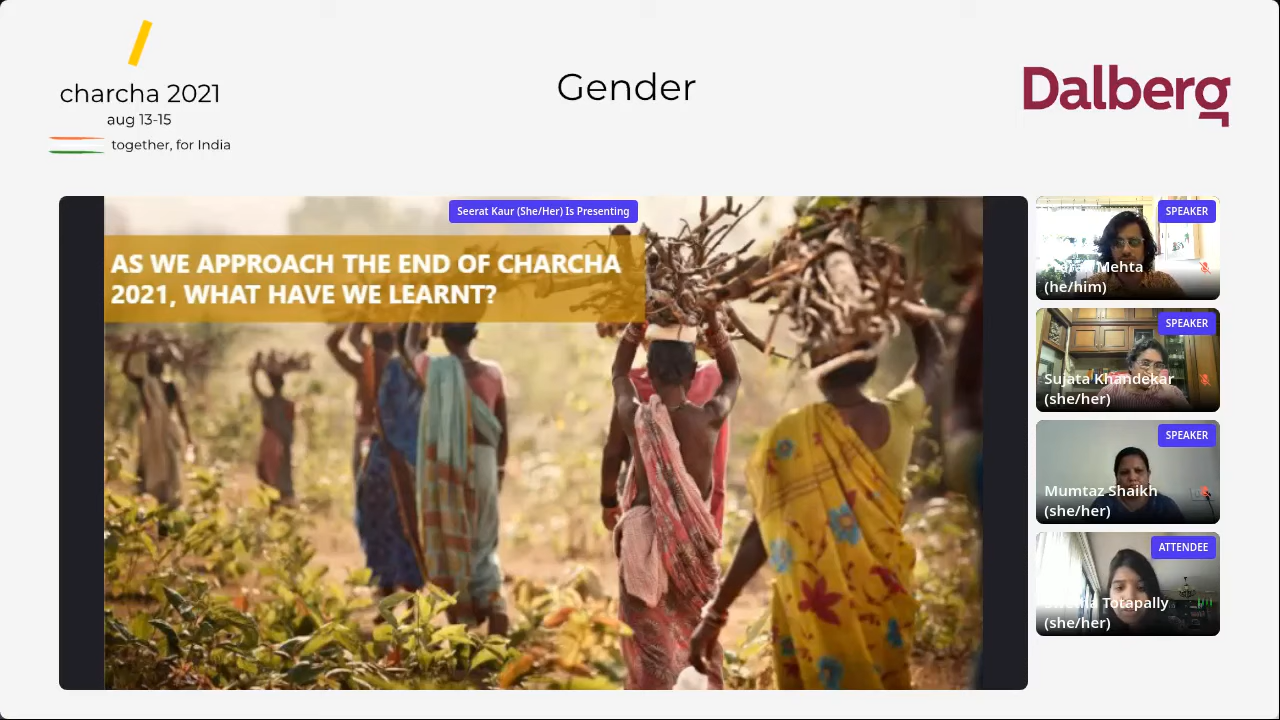 charcha 2021
aug 13-15
together, for India
Gender
Dalberg
Seerat Kaur (She/Her) Is Presenting
AS WE APPROACH THE END OF CHARCHA
2021, WHAT HAVE WE LEARNT?
SPEAKER
Mehta
(he/him)
SPEAKER
Sujata Khandekar
(she/her)
SPEAKER
Mumtaz Shaikh
(she/her)
ATTENDEE
Totapally
(she/her)